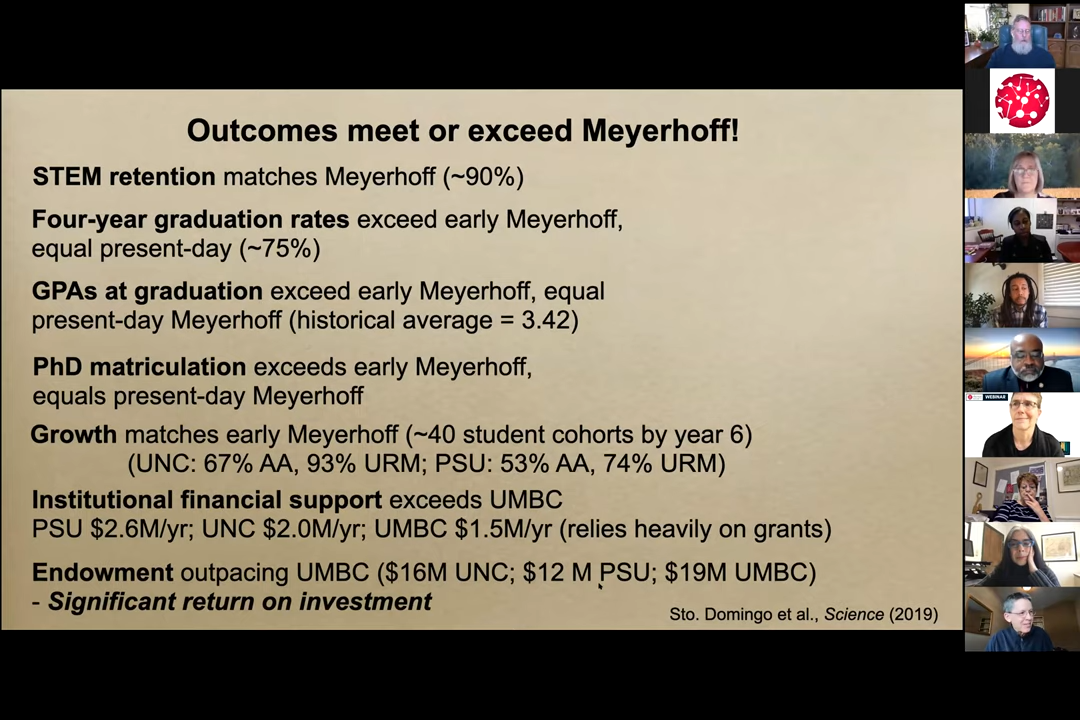 Outcomes meet or exceed Meyerhoff!
STEM retention matches Meyerhoff (~90%)
Four-year graduation rates exceed early Meyerhoff,
equal present-day (~75%)
GPAs at graduation exceed early Meyerhoff, equal
present-day Meyerhoff (historical average = 3.42)
PhD matriculation exceeds early Meyerhoff,
equals present-day Meyerhoff
Growth matches early Meyerhoff (~40 student cohorts by year 6)
(UNC: 67% AA, 93% URM; PSU: 53% AA, 74% URM)
Institutional financial support exceeds UMBC
PSU $2.6M/yr; UNC $2.0M/yr; UMBC $1.5M/yr (relies heavily on grants)
Endowment outpacing UMBC ($16M UNC; $12 M PSU; $19M UMBC)
- Significant return on investment
Sto. Domingo et al., Science (2019)
WEBINAR